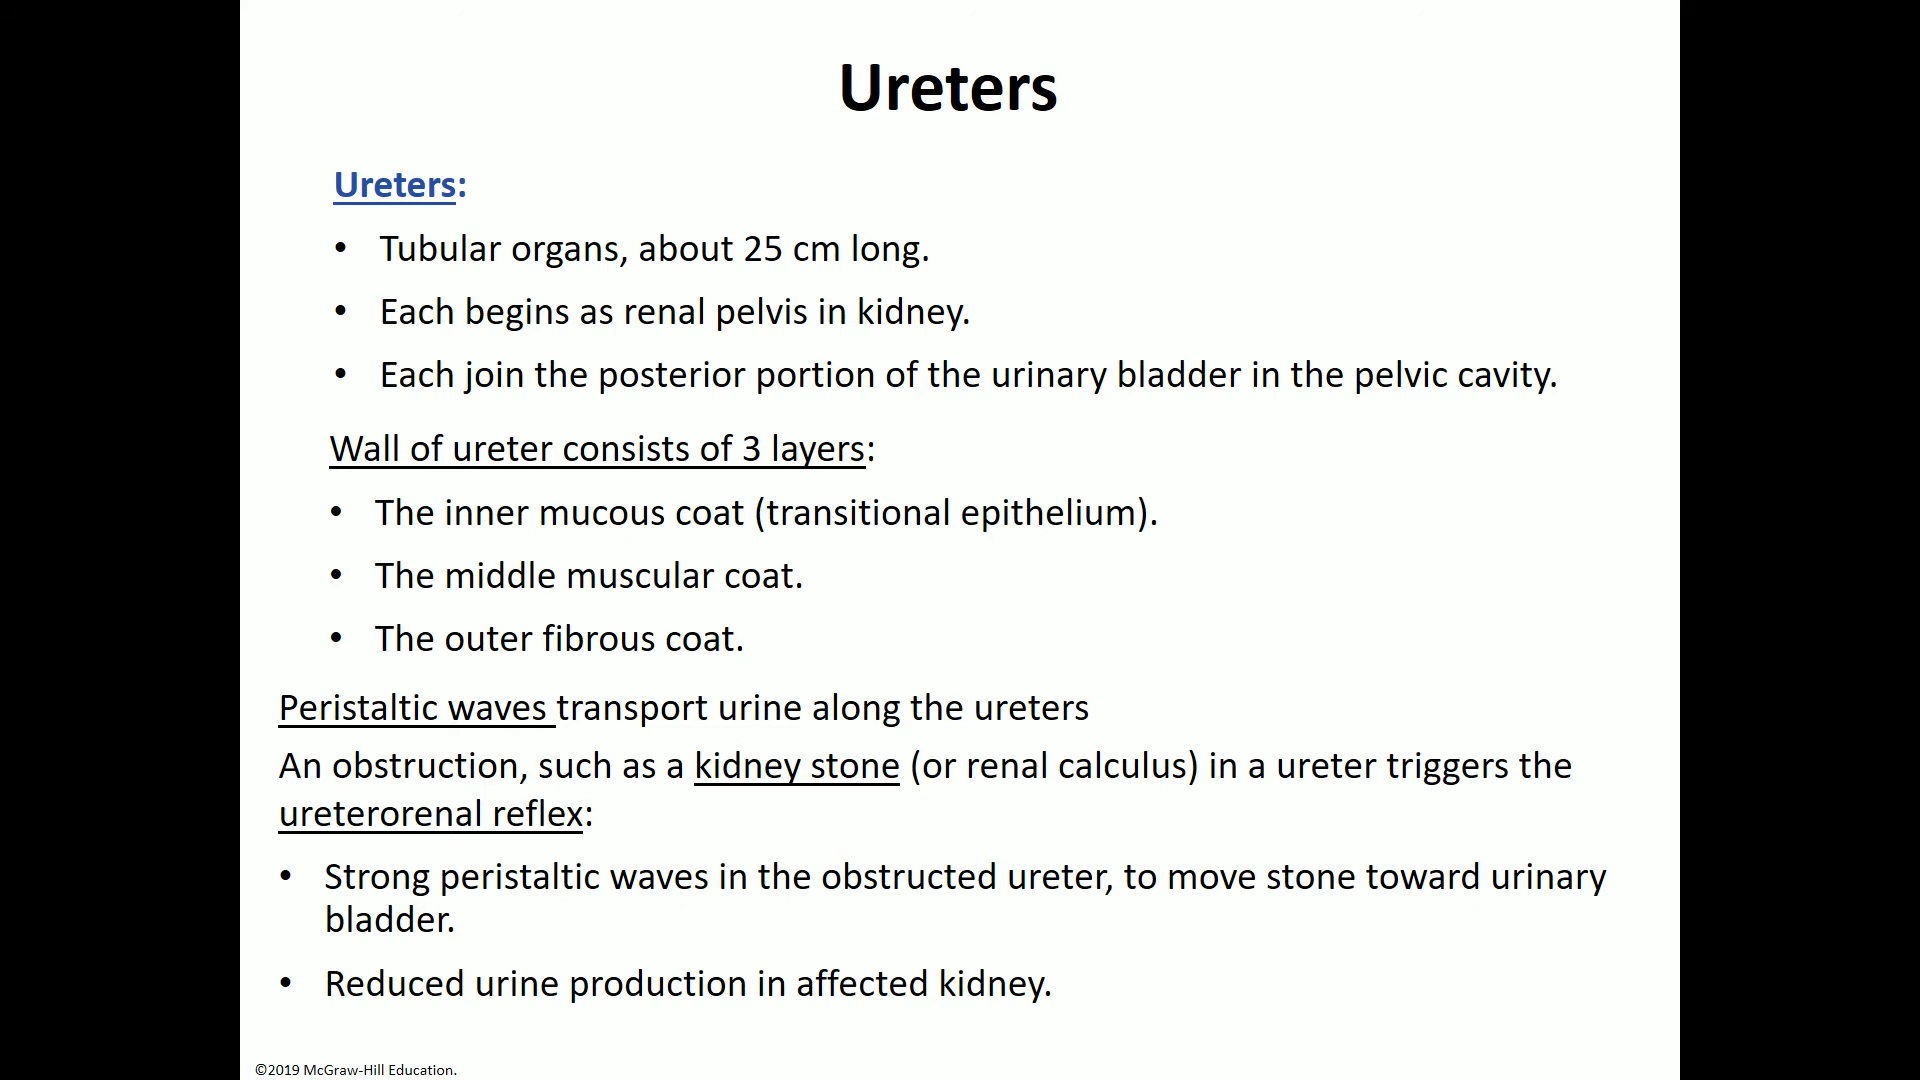 Ureters
Ureters:
• Tubular organs, about 25 cm long.
• Each begins as renal pelvis in kidney.
• Each join the posterior portion of the urinary bladder in the pelvic cavity.
Wall of ureter consists of 3 layers:
• The inner mucous coat (transitional epithelium).
• The middle muscular coat.
• The outer fibrous coat.
Peristaltic waves transport urine along the ureters
An obstruction, such as a kidney stone (or renal calculus) in a ureter triggers the
ureterorenal reflex:
• Strong peristaltic waves in the obstructed ureter, to move stone toward urinary
bladder.
• Reduced urine production in affected kidney.
©2019 McGraw-Hill Education.